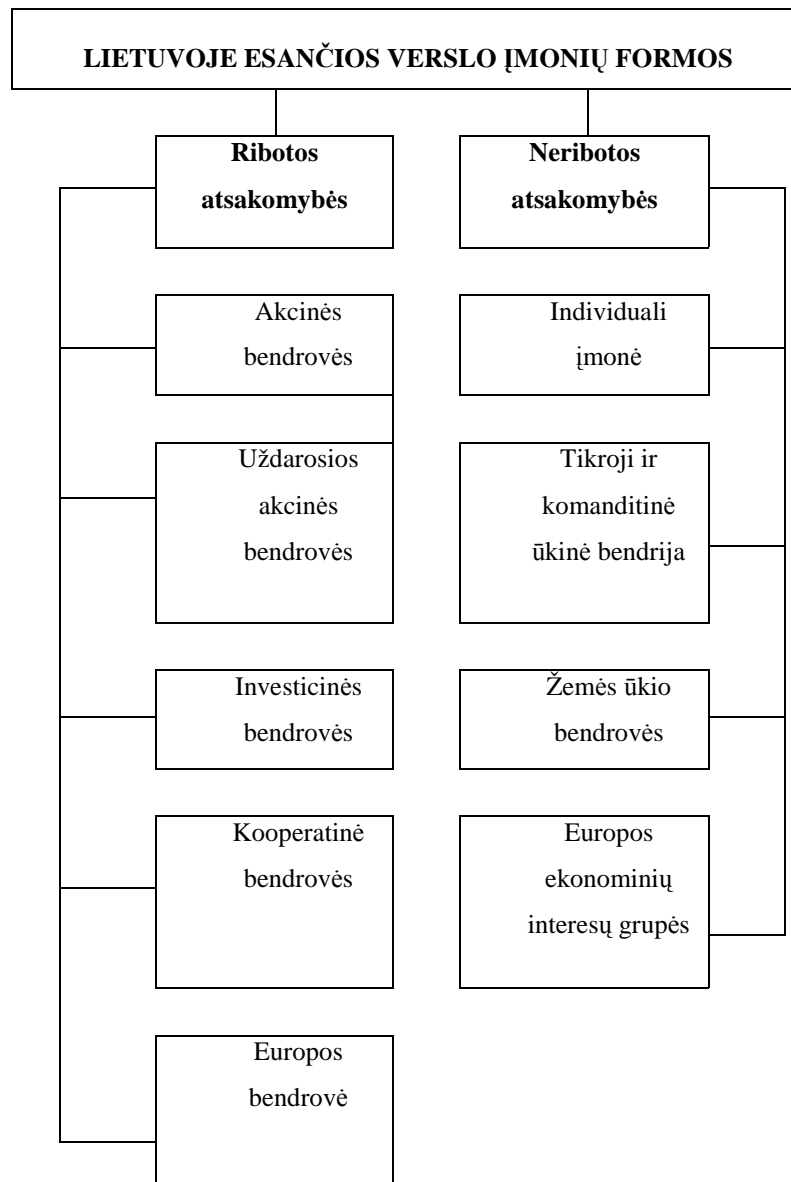 LIETUVOJE ESANČIOS VERSLO ĮMONIŲ FORMOS
Ribotos
atsakomybės
Neribotos
atsakomybės
Akcinės
bendrovės
Individuali
įmonė
Uždarosios
akcinės
bendrovės
Tikroji ir
komanditinė
ūkinė bendrija
Investicinės
bendrovės
Žemės ūkio
bendrovės
Kooperatinė
bendrovės
Europos
ekonominių
interesų grupės
Europos
bendrovė